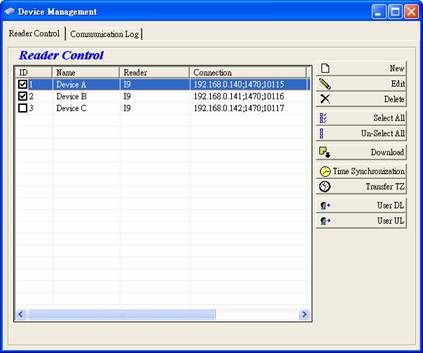 Device Management
Reader Control Communication Log
Reader Control
ID Name Reader Connection
1 Device A I9 192.168.0.140;1470;10115
2 Device B I9 192.168.0.141;1470;10116
3 Device C I9 192.168.0.142;1470;10117
New
Edit
Delete
Select All
Un-Select All
Download
Time Synchronization
Transfer TZ
User DL
User UL